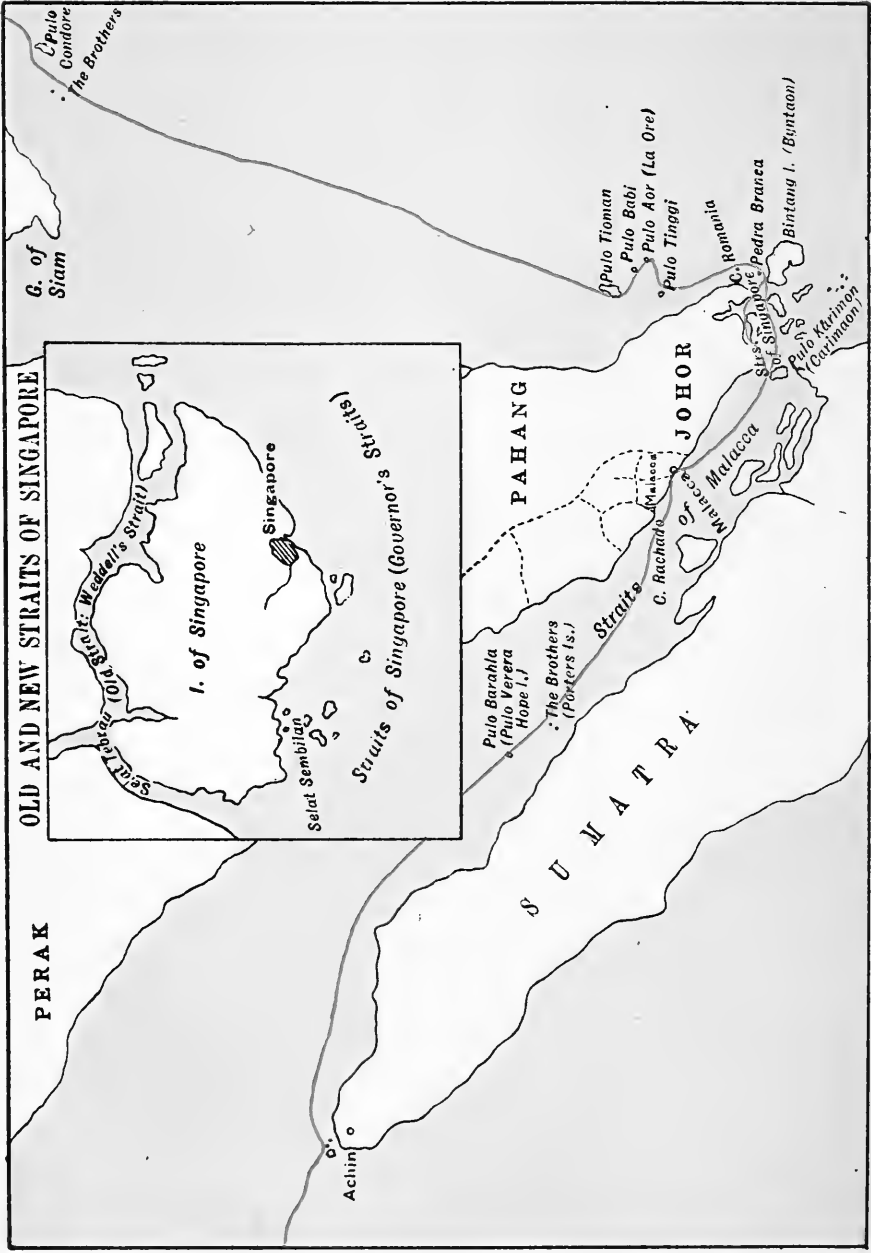 OLD AND NEW STRAITS OF SINGAPORE
PERAK
G. of
Siam
Pulo
Condore
The Brothers
Selat Tebrau (Old Strait: Weddell's Strait)
I. of Singapore
Singapore
Selat Sembilan
Straits of Singapore (Governor's Straits)
PAHANG
JOHOR
Malacca
Pulo Tioman
Pulo Babi
Pulo Aor (La Ore)
Pulo Tinggi
C. Romania
Pedra Branca
Bintang I. (Byntaon)
Strs.
of Singapore
Pulo Karimon
(Carimaon)
C. Rachado
Malacca
Straits of Malacca
Pulo Barahla
(Pulo Verera
Hope I.)
The Brothers
(Porters Is.)
SUMATRA
Achin